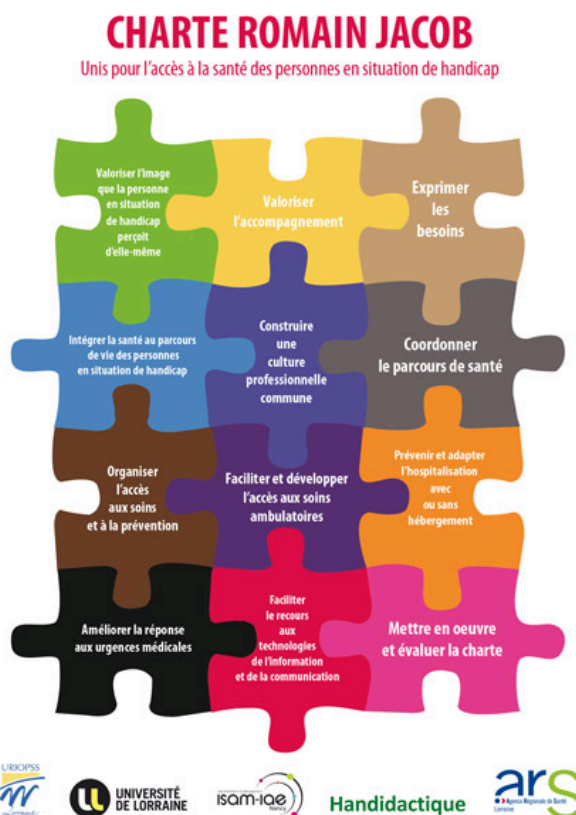 CHARTE ROMAIN JACOB
Unis pour l'accès à la santé des personnes en situation de handicap
Valoriser l'image
que la personne
en situation
de handicap
perçoit
d'elle-même
Valoriser
l'accompagnement
Exprimer
les
besoins
Intégrer la santé au parcours
de vie des personnes
en situation de handicap
Construire
une
culture
professionnelle
commune
Coordonner
le parcours de santé
Organiser
l'accès
aux soins
et à la prévention
Faciliter et développer
l'accès aux soins
ambulatoires
Prévenir et adapter
l'hospitalisation
avec
ou sans
hébergement
Améliorer la réponse
aux urgences médicales
Faciliter
le recours
aux
technologies
de l'information
et de la communication
Mettre en oeuvre
et évaluer la charte
URIOPSS
UNIVERSITÉ
DE LORRAINE
isam-iae
Nancy
Handidactique
ars
Agence Régionale de Santé
Lorraine